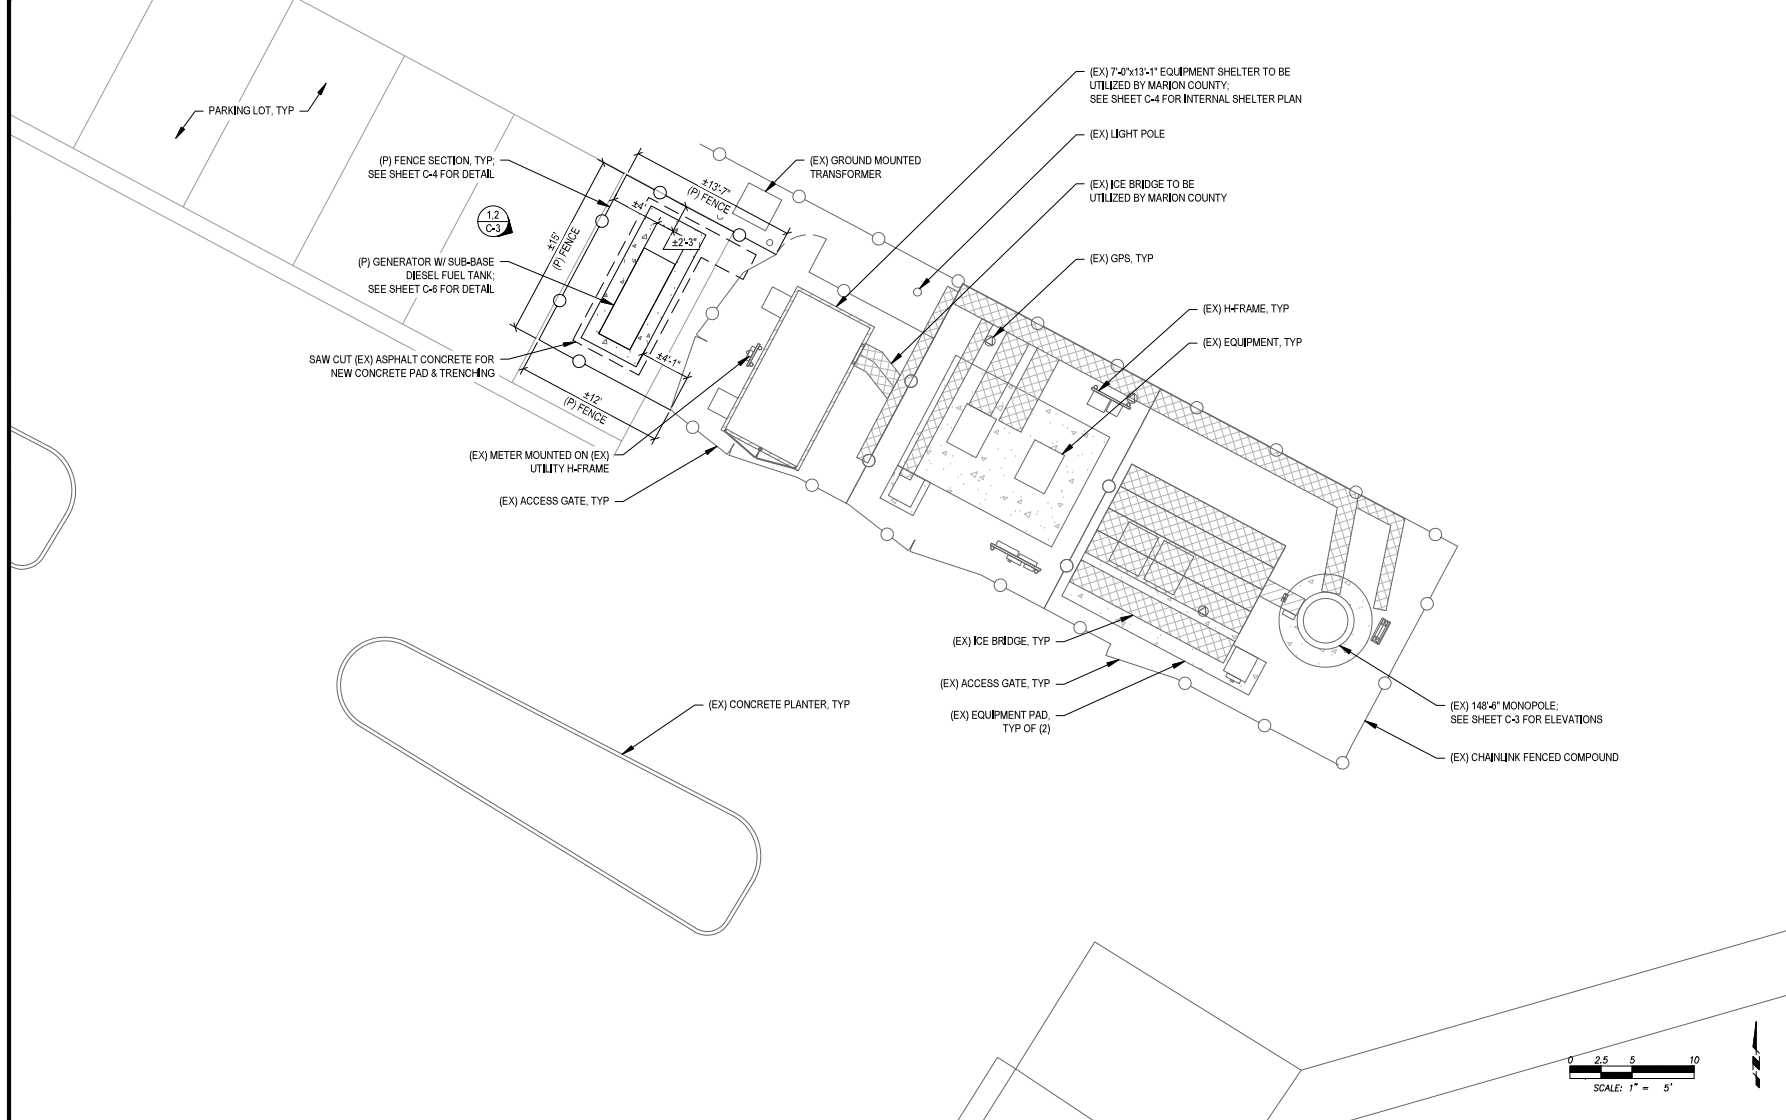 (EX) 7'-0"x13'-1" EQUIPMENT SHELTER TO BE
UTILIZED BY MARION COUNTY;
SEE SHEET C-4 FOR INTERNAL SHELTER PLAN
PARKING LOT, TYP
(EX) LIGHT POLE
(P) FENCE SECTION, TYP;
SEE SHEET C-4 FOR DETAIL
(EX) GROUND MOUNTED
TRANSFORMER
±13'-7"
(P) FENCE
(EX) ICE BRIDGE TO BE
UTILIZED BY MARION COUNTY
±4'
1,2
C-3
±2'-3"
±15'
(P) FENCE
(P) GENERATOR W/ SUB-BASE
DIESEL FUEL TANK;
SEE SHEET C-6 FOR DETAIL
(EX) GPS, TYP
(EX) H-FRAME, TYP
(EX) EQUIPMENT, TYP
SAW CUT (EX) ASPHALT CONCRETE FOR
NEW CONCRETE PAD & TRENCHING
±4'-1"
±12'
(P) FENCE
(EX) METER MOUNTED ON (EX)
UTILITY H-FRAME
(EX) ACCESS GATE, TYP
(EX) ICE BRIDGE, TYP
(EX) ACCESS GATE, TYP
(EX) EQUIPMENT PAD,
TYP OF (2)
(EX) CONCRETE PLANTER, TYP
(EX) 148'-6" MONOPOLE;
SEE SHEET C-3 FOR ELEVATIONS
(EX) CHAINLINK FENCED COMPOUND
0 2.5 5 10
SCALE: 1" = 5'
N